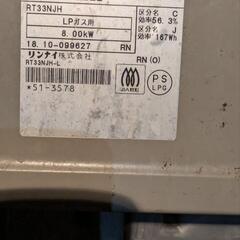 RT33NJH
LPガス用
8.00kW
18.10-099627 RN
リンナイ株式会社
RT33NJH-L
*51-3578
区分名 C
効率56.3%
区分名 J
効率 167Wh
RN(O)
PS
LPG